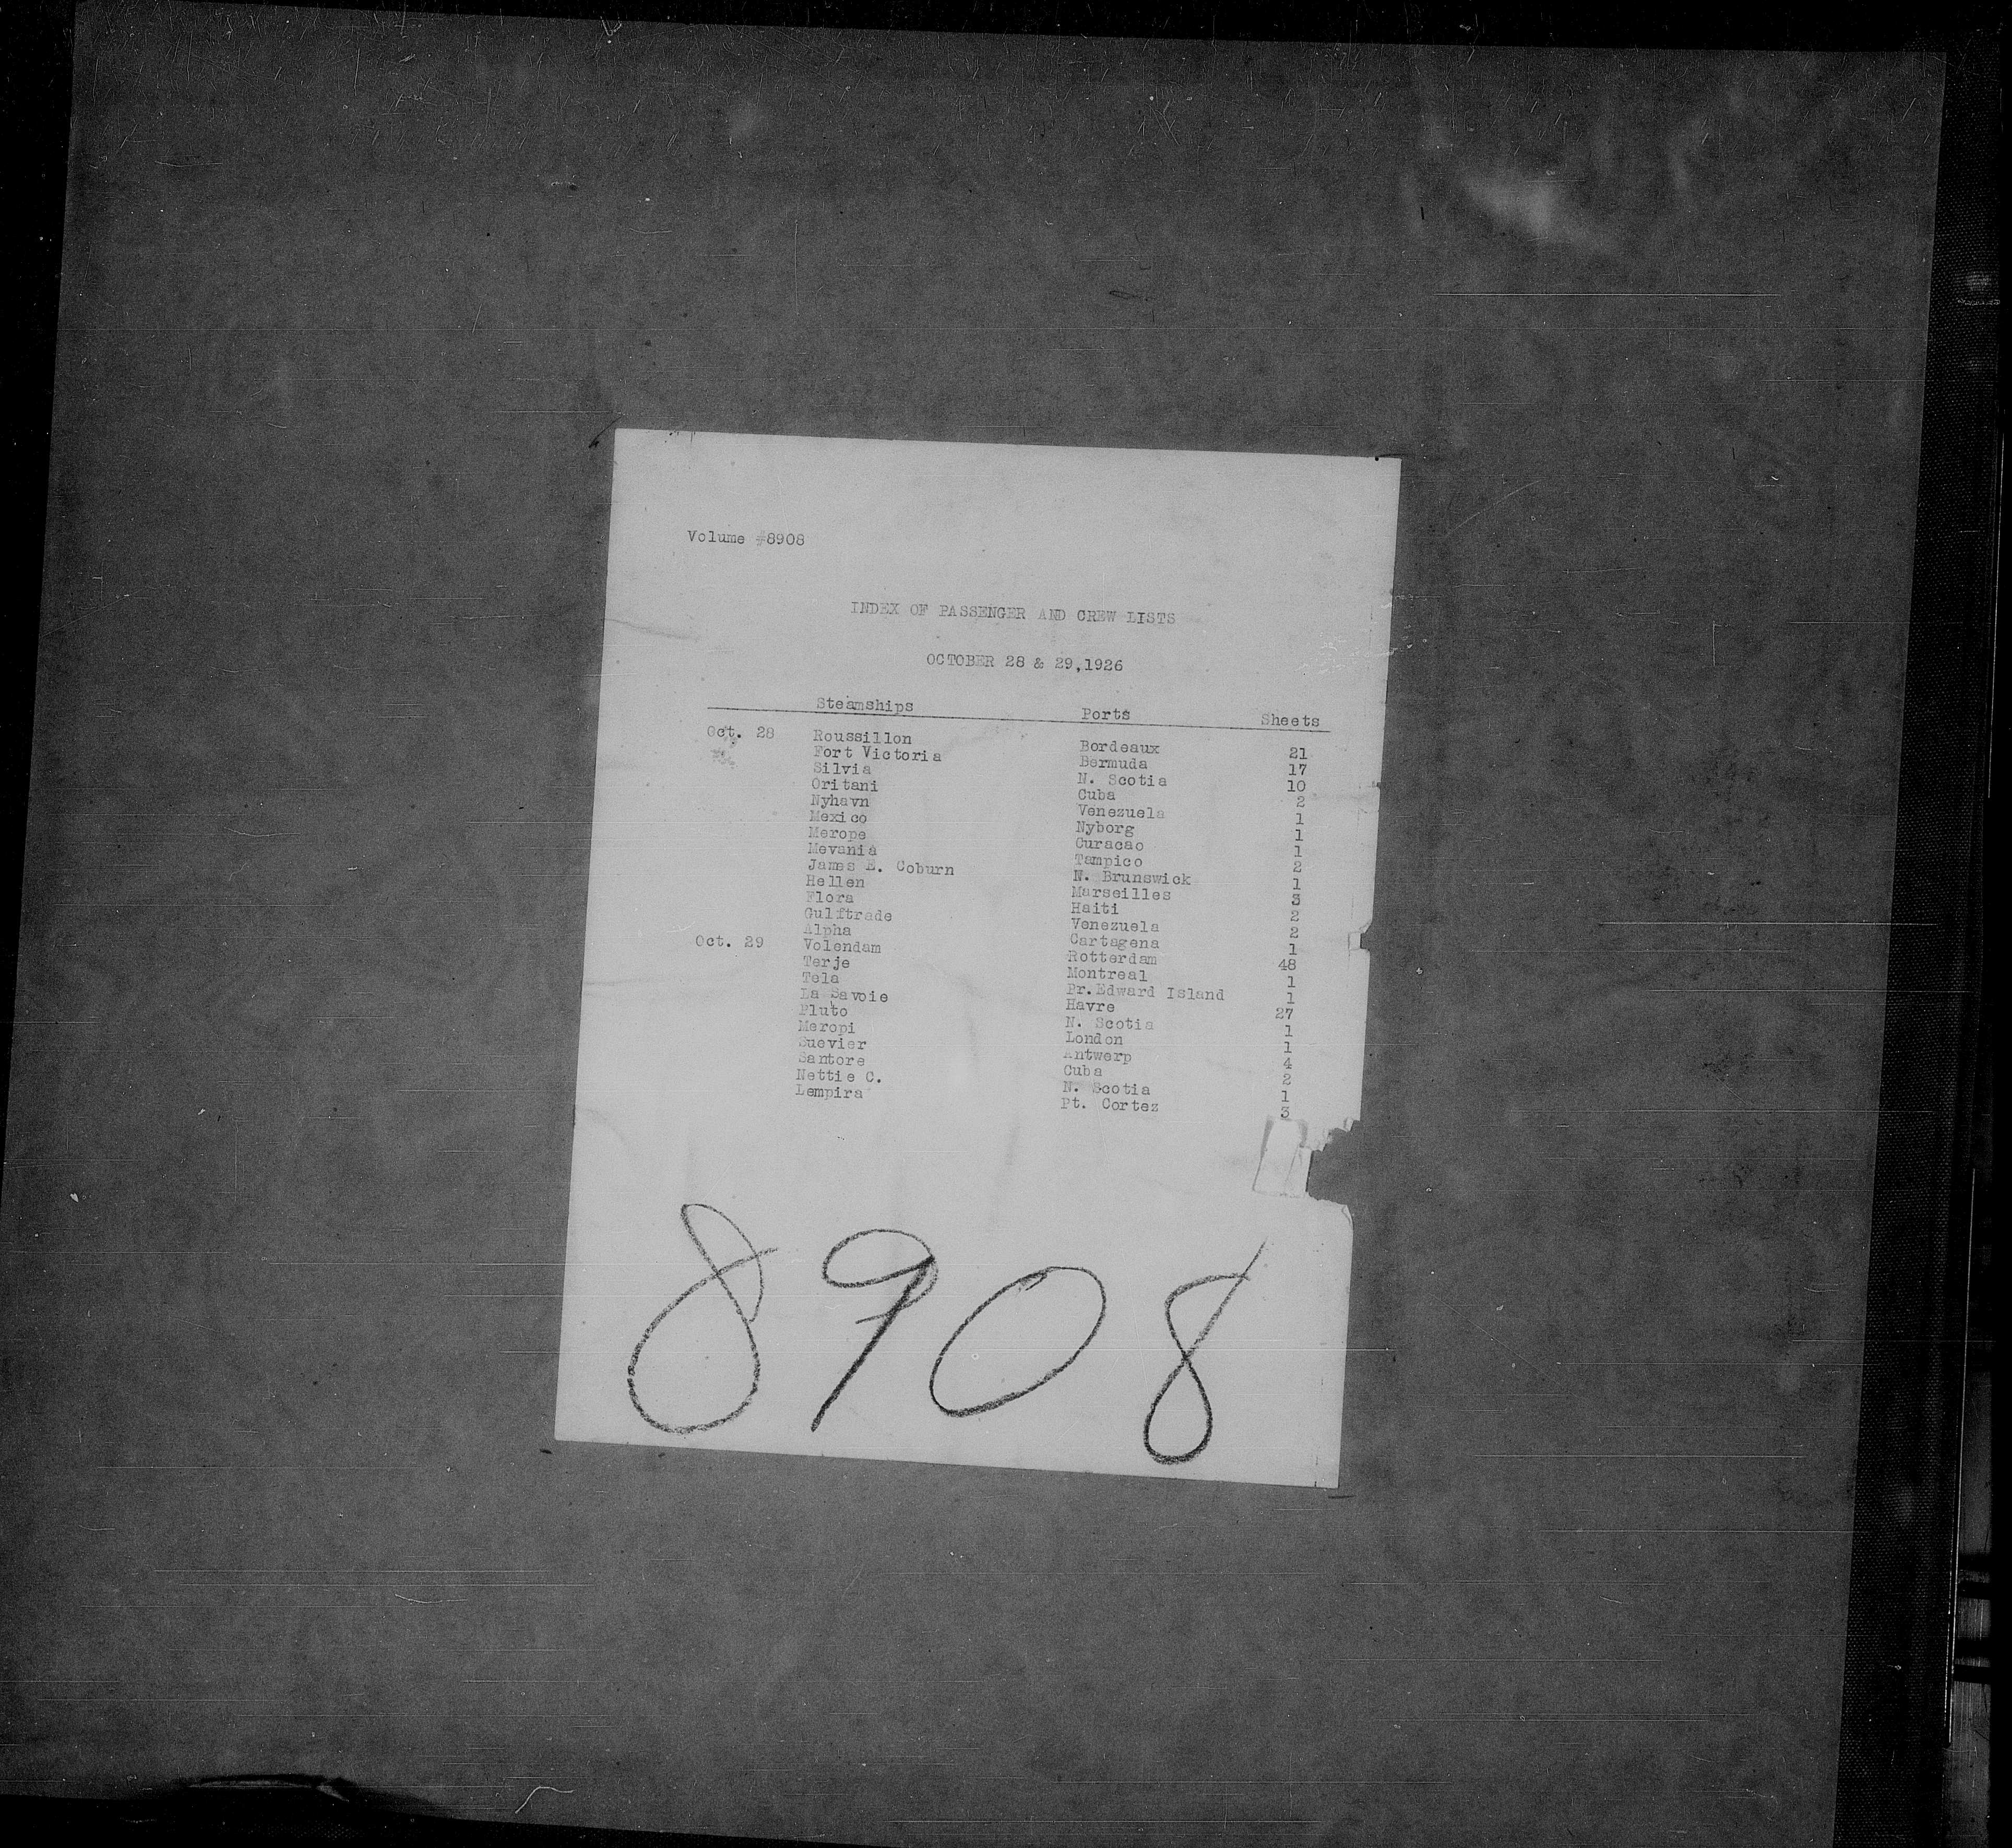 Volume #8908
INDEX OF PASSENGER AND CREW LISTS
OCTOBER 28 & 29,1926
Steamships Ports Sheets
Oct. 28 Roussillon Bordeaux 21
Fort Victoria Bermuda 17
Silvia N. Scotia 10
Oritani Cuba 2
Nyhavn Venezuela 1
Mexico Nyborg 1
Merope Curacao 1
Mevania Tampico 2
James E. Coburn N. Brunswick 1
Hellen Marseilles 3
Flora Haiti 2
Gulftrade Venezuela 2
Alpha Cartagena 1
Oct. 29 Volendam Rotterdam 48
Terje Montreal 1
Tela Pr.Edward Island 1
La Savoie Havre 27
Pluto N. Scotia 1
Meropi London 1
Suevier Antwerp 4
Santore Cuba 2
Nettie C. N. Scotia 1
Lempira Pt. Cortez 3
8908